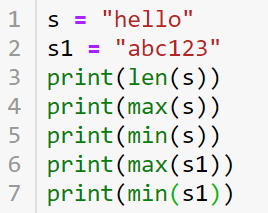 1 s = "hello"
2 s1 = "abc123"
3 print(len(s))
4 print(max(s))
5 print(min(s))
6 print(max(s1))
7 print(min(s1))